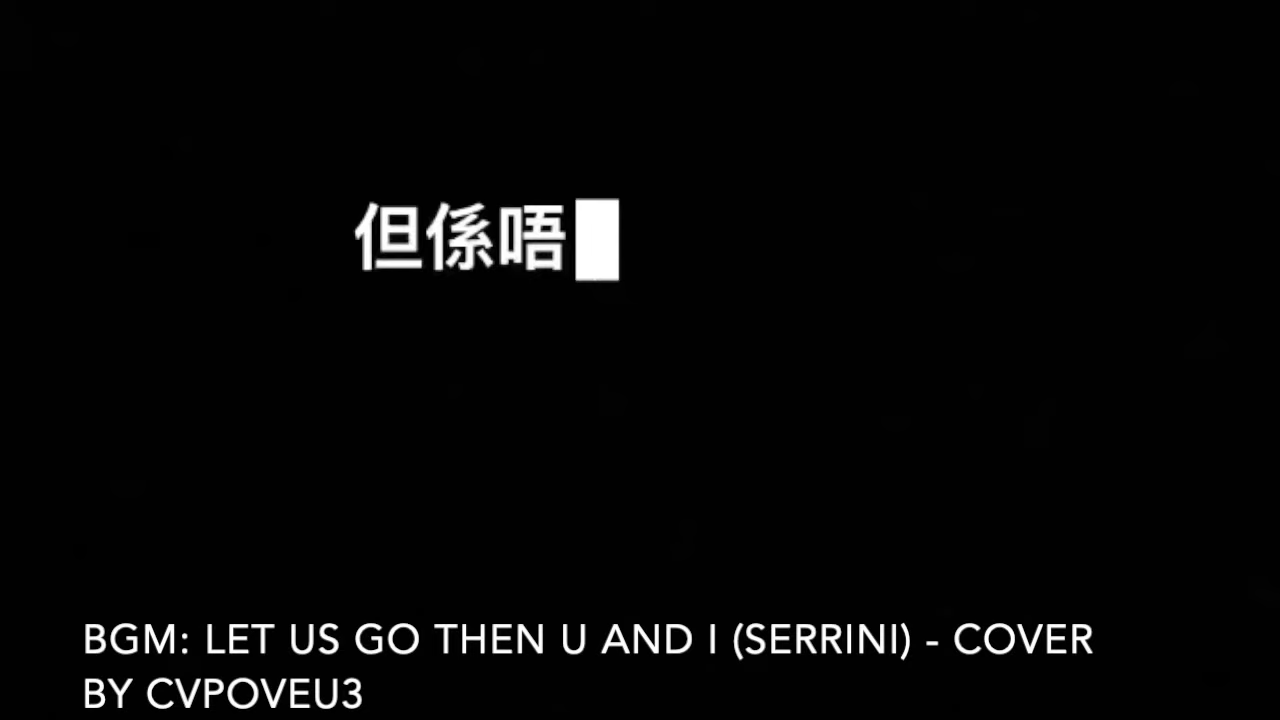 但係唔
BGM: LET US GO THEN U AND I (SERRINI) - COVER
BY CVPOVEU3